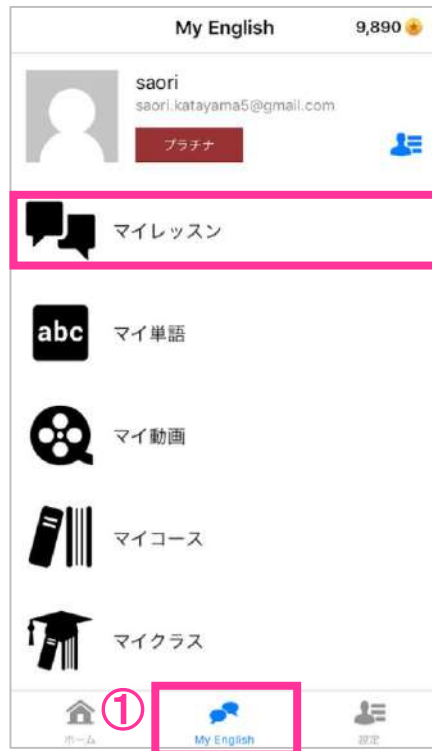 My English 9,890
saori
saori.katayama5@gmail.com
プラチナ
マイレッスン
abc マイ単語
マイ動画
マイコース
マイクラス
①
ホーム My English 設定